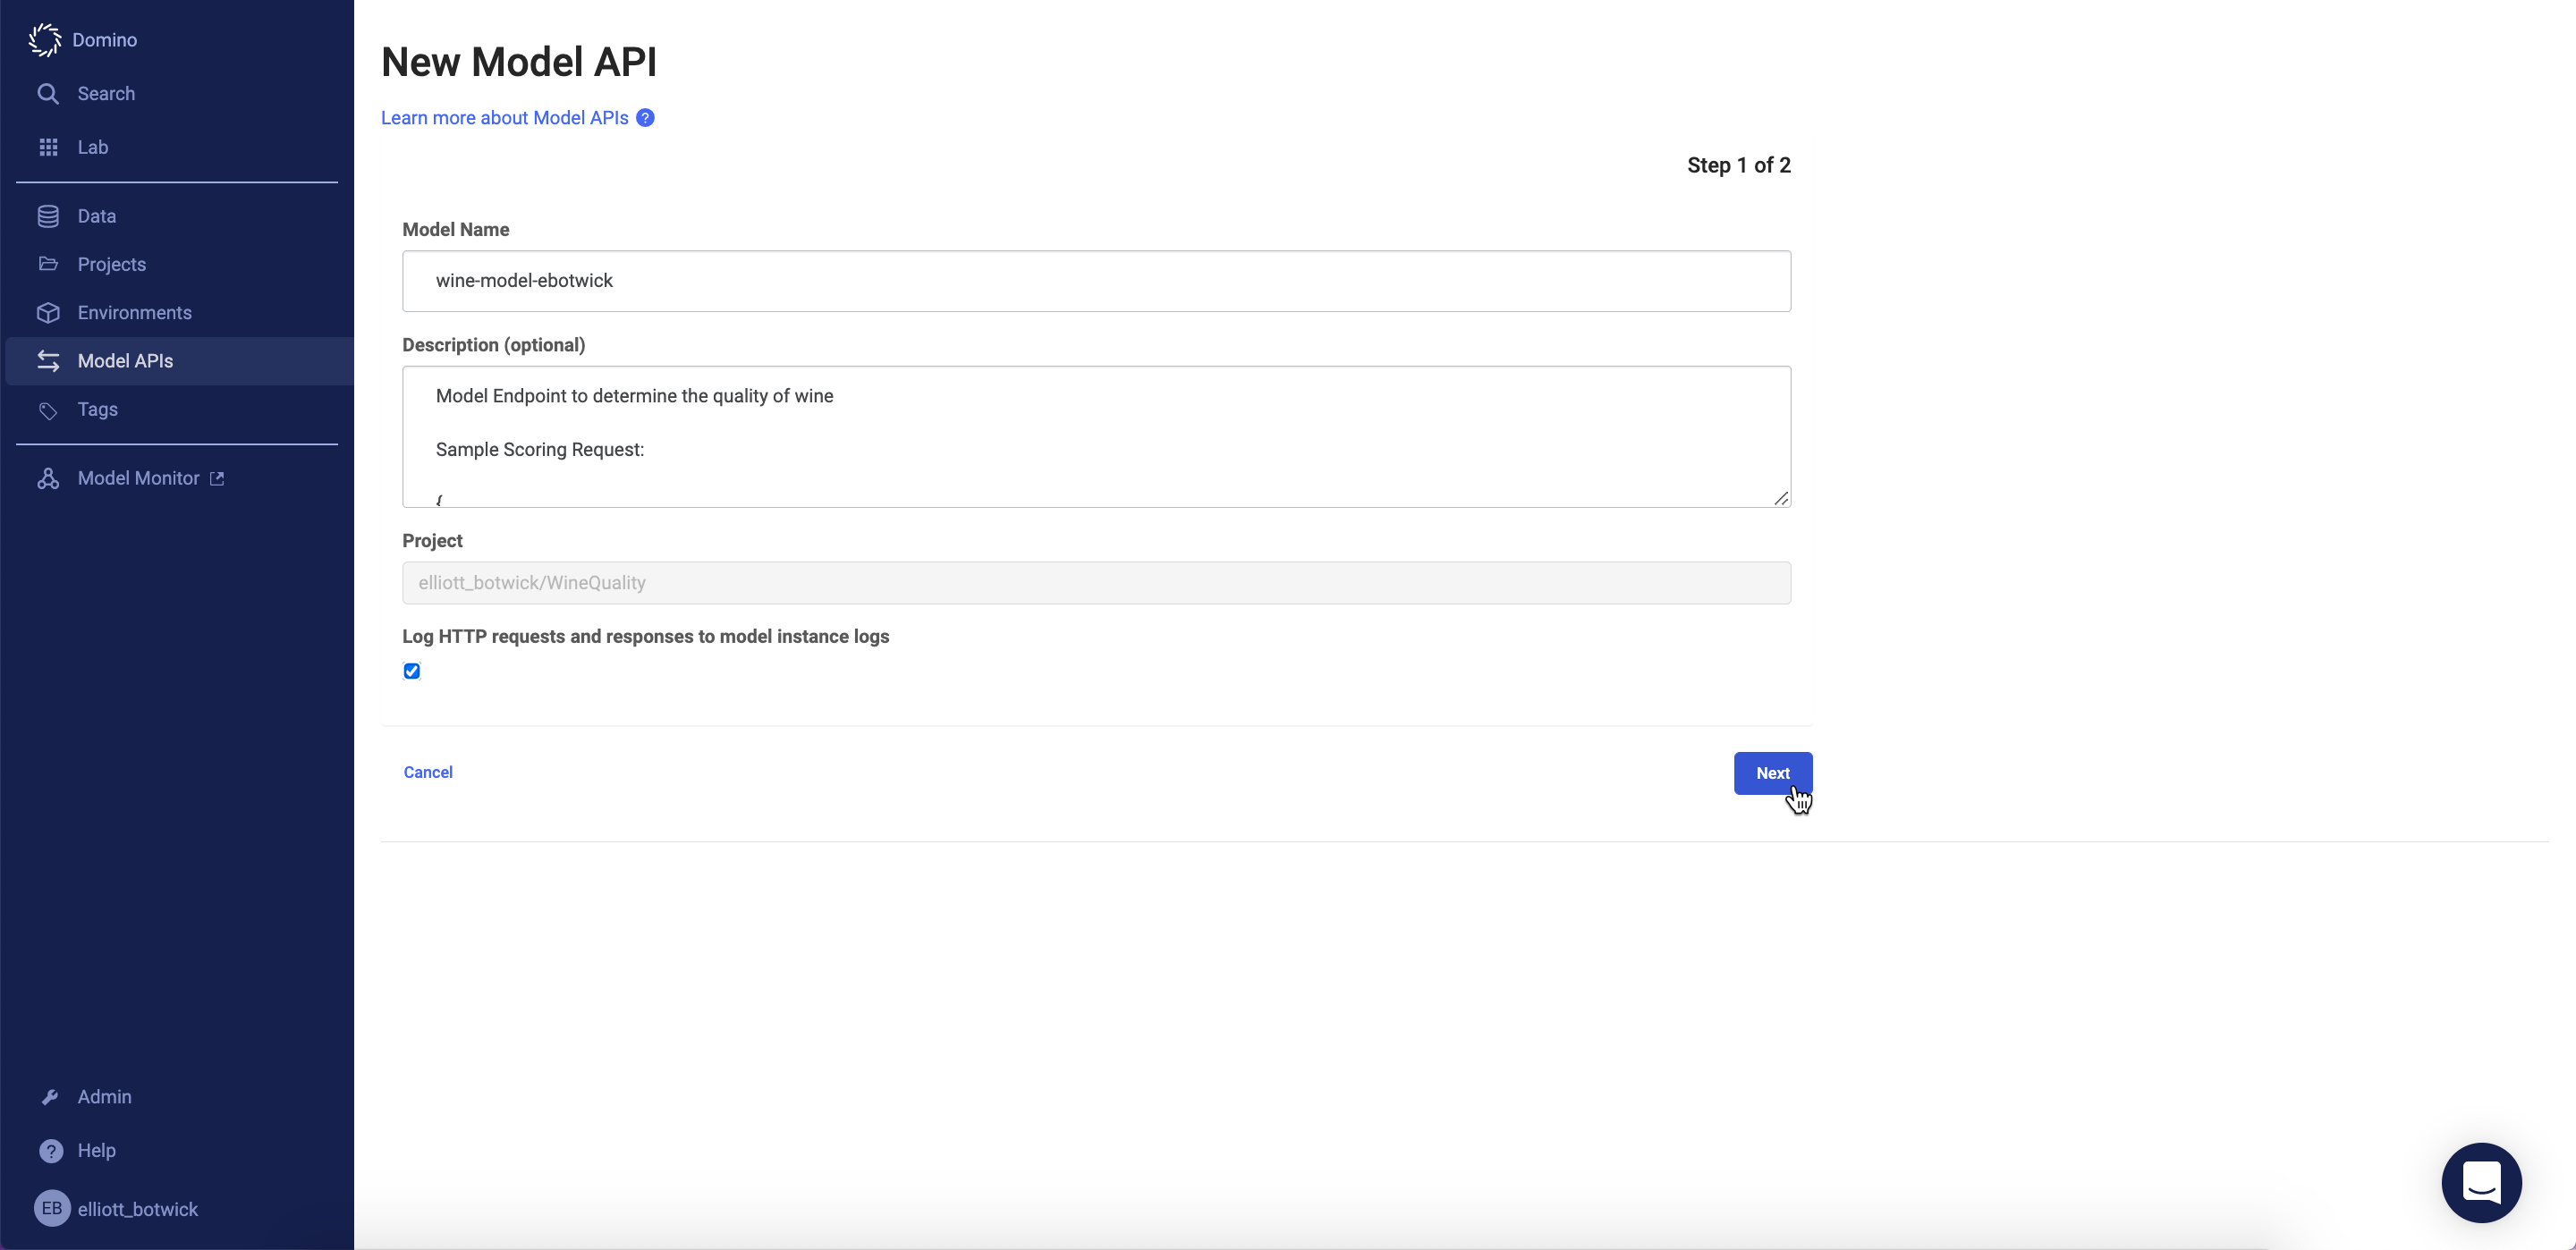 Domino
Search
Lab
Data
Projects
Environments
Model APIs
Tags
Model Monitor
Admin
Help
EB elliott_botwick
New Model API
Learn more about Model APIs ?
Step 1 of 2
Model Name
wine-model-ebotwick
Description (optional)
Model Endpoint to determine the quality of wine
Sample Scoring Request:
{
Project
elliott_botwick/WineQuality
Log HTTP requests and responses to model instance logs
Cancel
Next